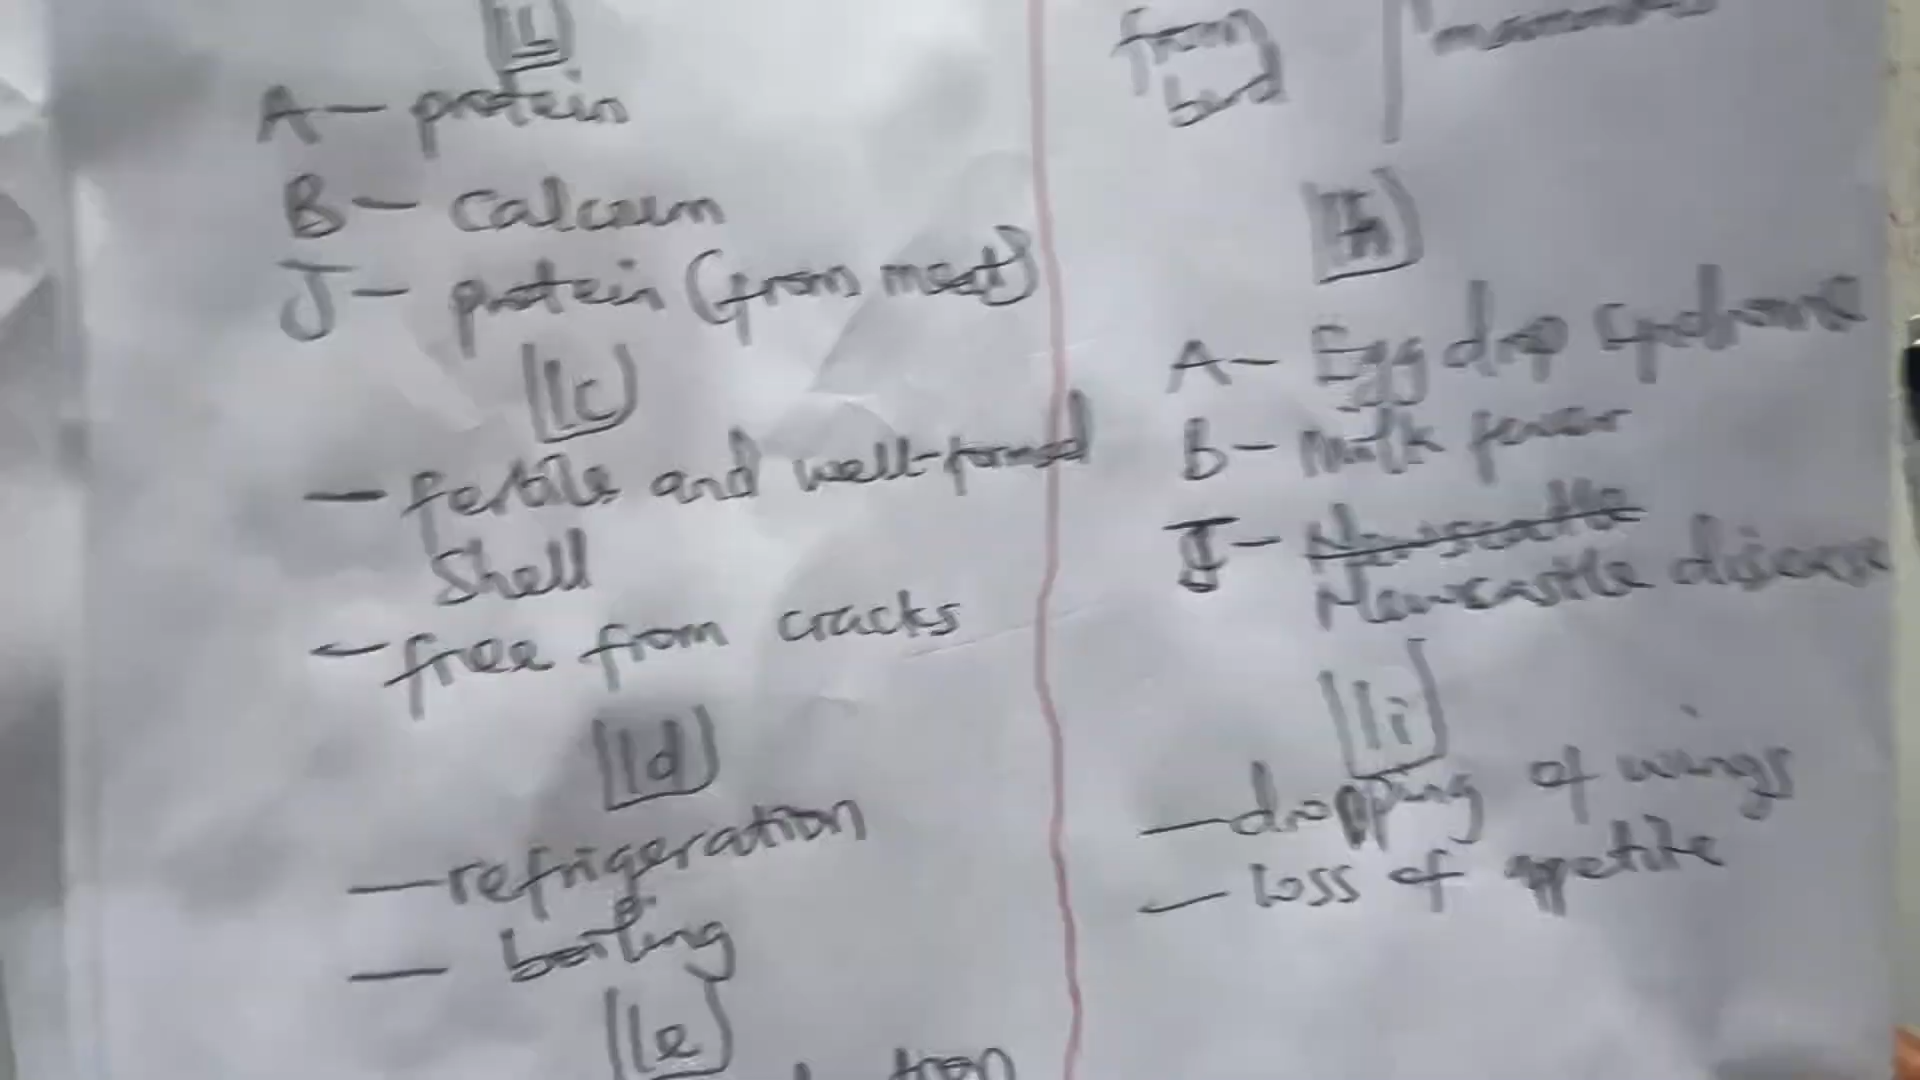 1b
A- protein
B- Calcium
J- protein (from meat)
1c
- fertile and well-formed
Shell
- free from cracks
1d
- refrigeration
- boiling
1e
from
bird
1h
A- Egg drop syndrome
B- Milk fever
J- Newscattle
Newcastle disease
1i
- dropping of wings
- loss of appetite